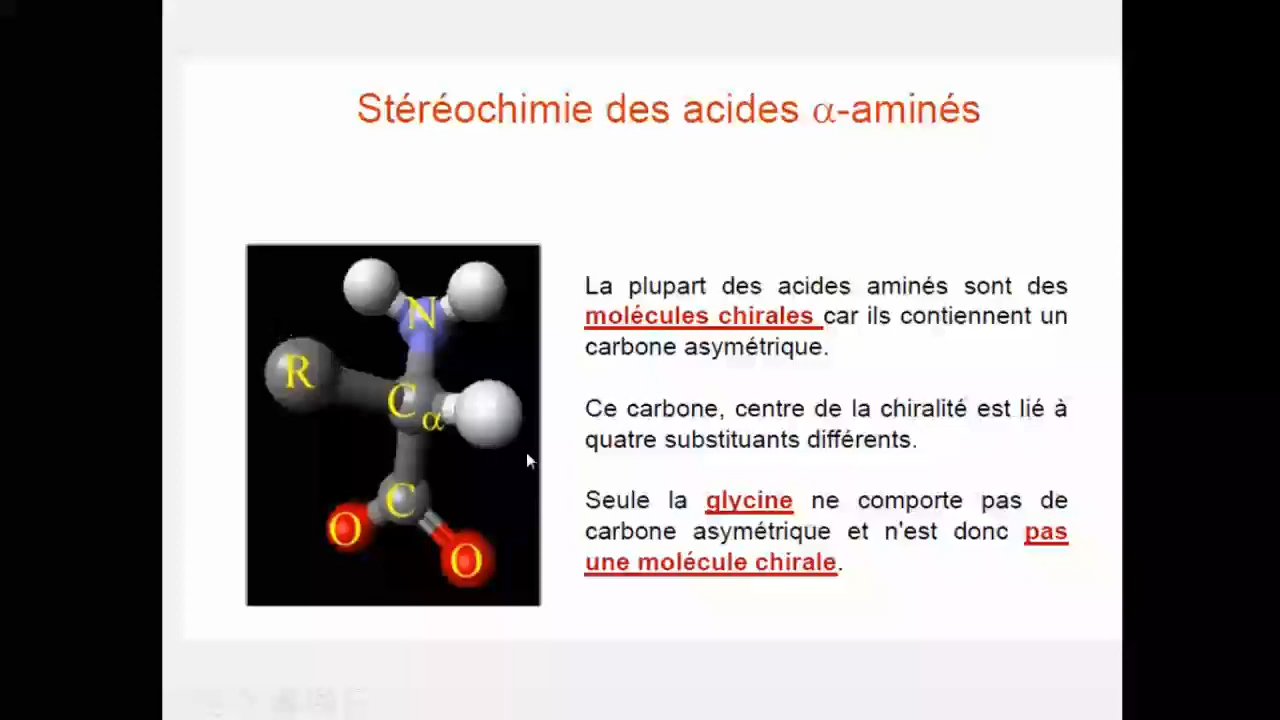 Stéréochimie des acides α-aminés
N
R
C α
C
O
O
La plupart des acides aminés sont des
molécules chirales car ils contiennent un
carbone asymétrique.
Ce carbone, centre de la chiralité est lié à
quatre substituants différents.
Seule la glycine ne comporte pas de
carbone asymétrique et n'est donc pas
une molécule chirale.